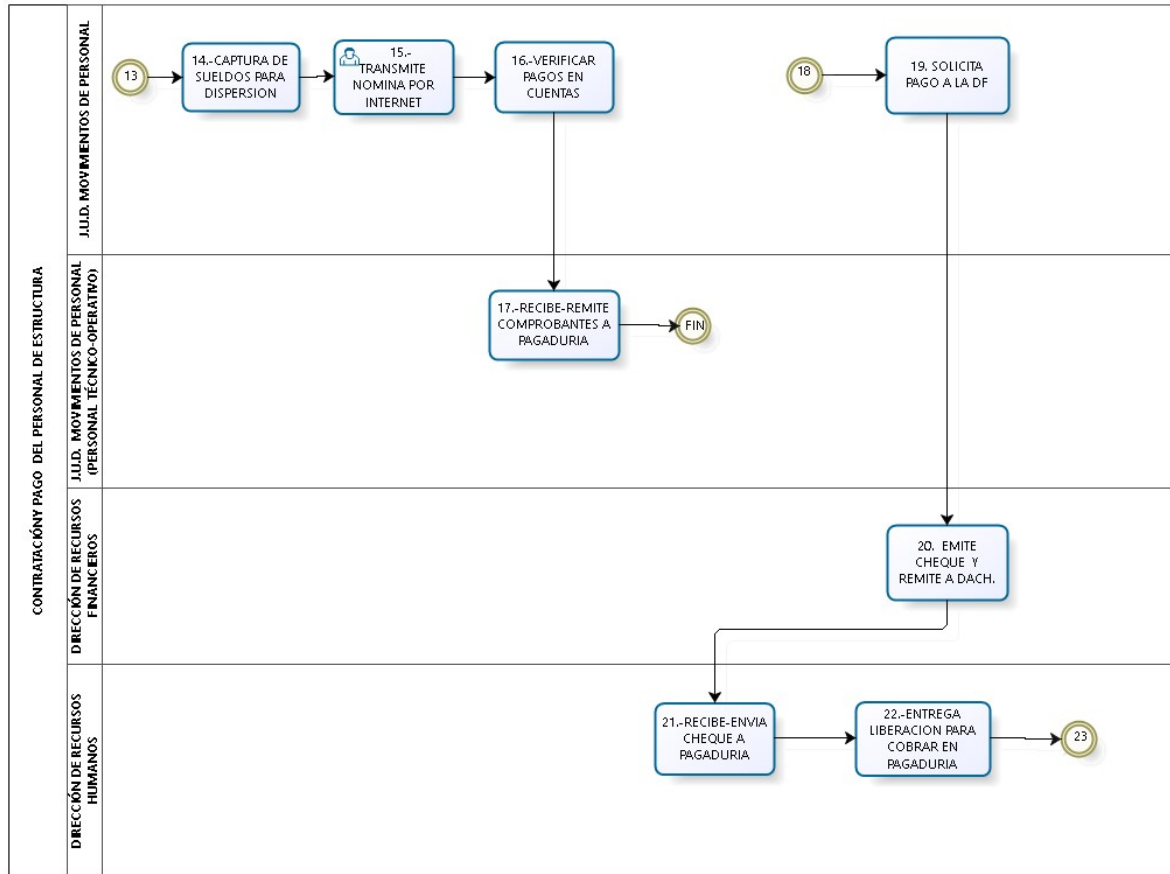 CONTRATACIÓNY PAGO DEL PERSONAL DE ESTRUCTURA
J.U.D. MOVIMIENTOS DE PERSONAL
13
14.-CAPTURA DE
SUELDOS PARA
DISPERSION
15.-
TRANSMITE
NOMINA POR
INTERNET
16.-VERIFICAR
PAGOS EN
CUENTAS
18
19. SOLICITA
PAGO A LA DF
J.U.D. MOVIMIENTOS DE PERSONAL
(PERSONAL TÉCNICO-OPERATIVO)
17.-RECIBE-REMITE
COMPROBANTES A
PAGADURIA
FIN
DIRECCIÓN DE RECURSOS
FINANCIEROS
20. EMITE
CHEQUE Y
REMITE A DACH.
DIRECCIÓN DE RECURSOS
HUMANOS
21.-RECIBE-ENVIA
CHEQUE A
PAGADURIA
22.-ENTREGA
LIBERACION PARA
COBRAR EN
PAGADURIA
23